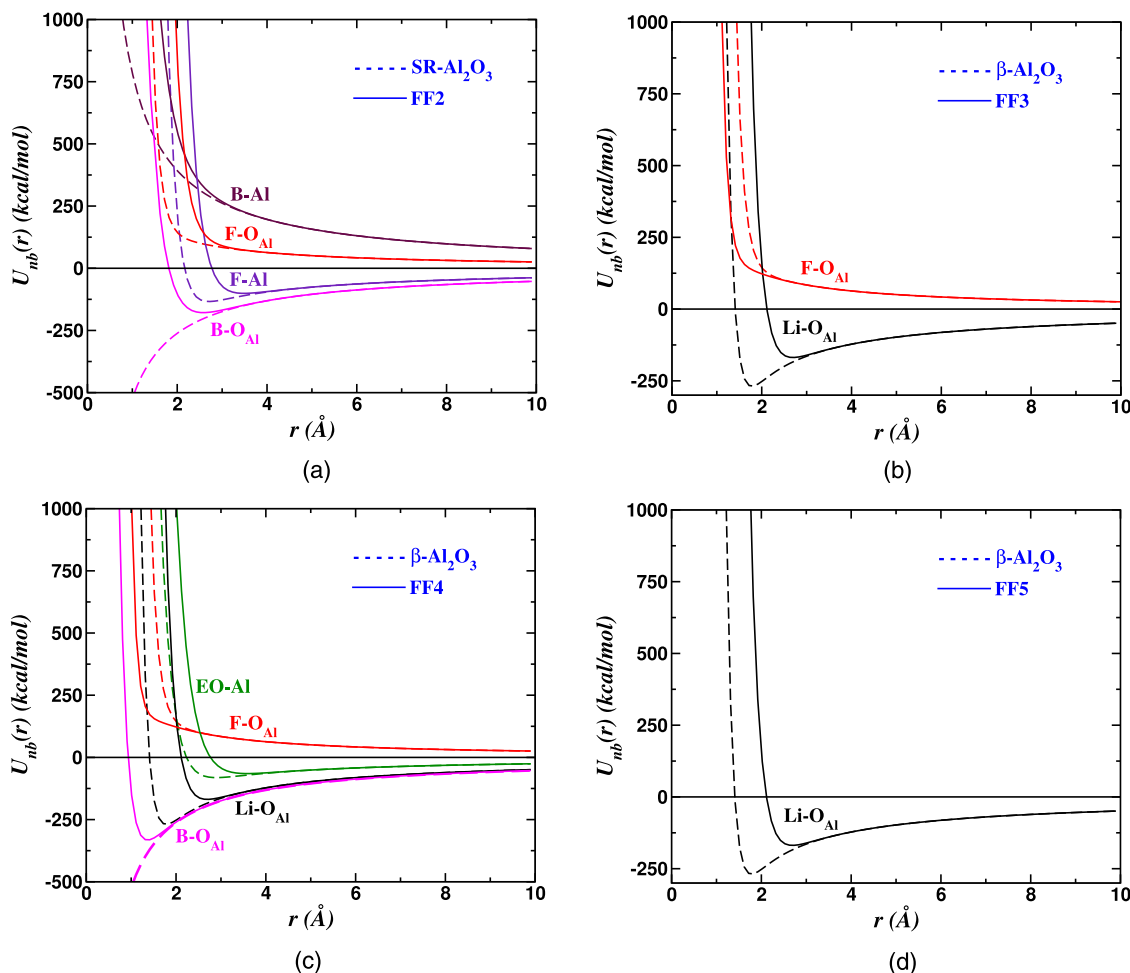 1000
750
500
250
0
-250
-500
U_nb(r) (kcal/mol)
SR-Al₂O₃
FF2
B-Al
F-O_Al
F-Al
B-O_Al
0 2 4 6 8 10
r (Å)
(a)
1000
750
500
250
0
-250
U_nb(r) (kcal/mol)
β-Al₂O₃
FF3
F-O_Al
Li-O_Al
0 2 4 6 8 10
r (Å)
(b)
1000
750
500
250
0
-250
-500
U_nb(r) (kcal/mol)
β-Al₂O₃
FF4
EO-Al
F-O_Al
Li-O_Al
B-O_Al
0 2 4 6 8 10
r (Å)
(c)
1000
750
500
250
0
-250
U_nb(r) (kcal/mol)
β-Al₂O₃
FF5
Li-O_Al
0 2 4 6 8 10
r (Å)
(d)